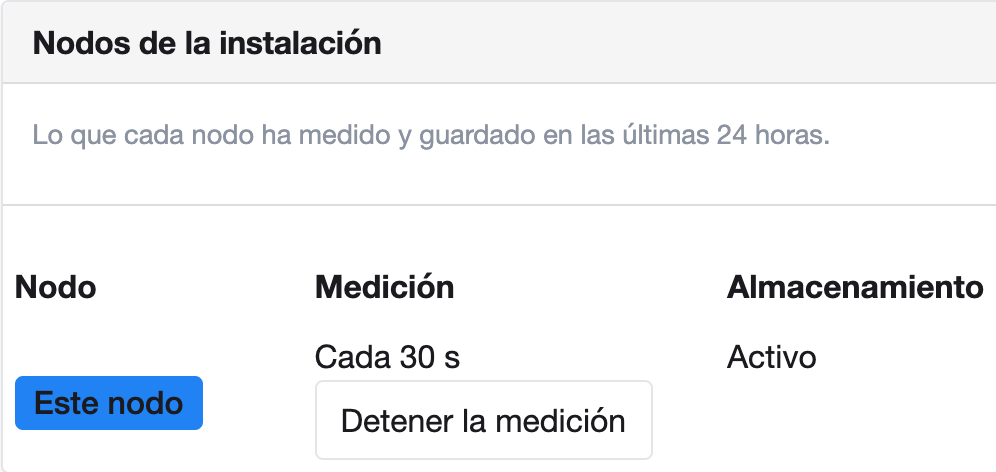 Nodos de la instalación
Lo que cada nodo ha medido y guardado en las últimas 24 horas.
Nodo Medición Almacenamiento
Cada 30 s Activo
Este nodo
Detener la medición